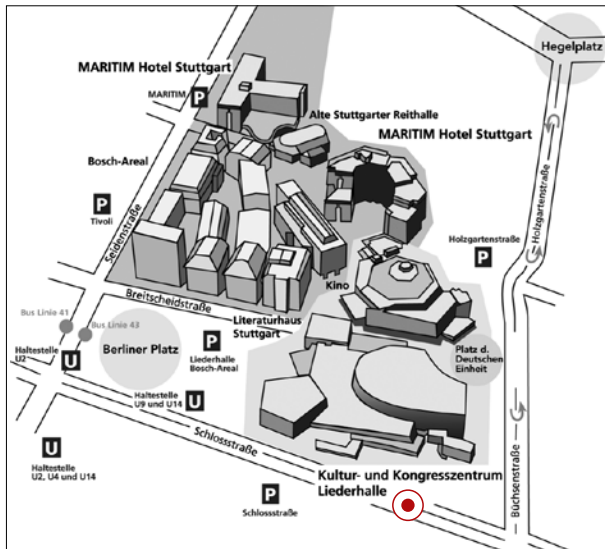 Hegelplatz
MARITIM Hotel Stuttgart
MARITIM P
Alte Stuttgarter Reithalle
MARITIM Hotel Stuttgart
Bosch-Areal
P
Tivoli
Seidenstraße
Holzgartenstraße
Holzgartenstraße
P
Kino
Breitscheidstraße
Literaturhaus
Stuttgart
Bus Linie 41
Bus Linie 43
Haltestelle
U2
U
Berliner Platz
P
Liederhalle
Bosch-Areal
Platz d.
Deutschen
Einheit
Haltestelle
U9 und U14
U
Schlossstraße
U
Haltestelle
U2, U4 und U14
Kultur- und Kongresszentrum
Liederhalle
P
Schlossstraße
Büchsenstraße